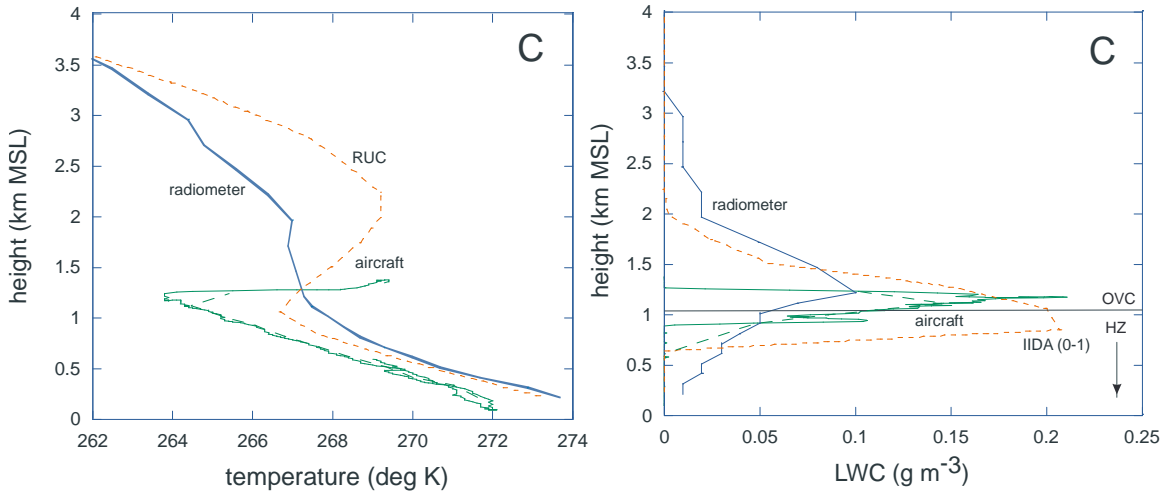 C
4
3.5
3
2.5
2
1.5
1
0.5
0
height (km MSL)
RUC
radiometer
aircraft
262
264
266
268
270
272
274
temperature (deg K)
C
4
3.5
3
2.5
2
1.5
1
0.5
0
height (km MSL)
radiometer
OVC
aircraft
HZ
IIDA (0-1)
0
0.05
0.1
0.15
0.2
0.25
LWC (g m-3)